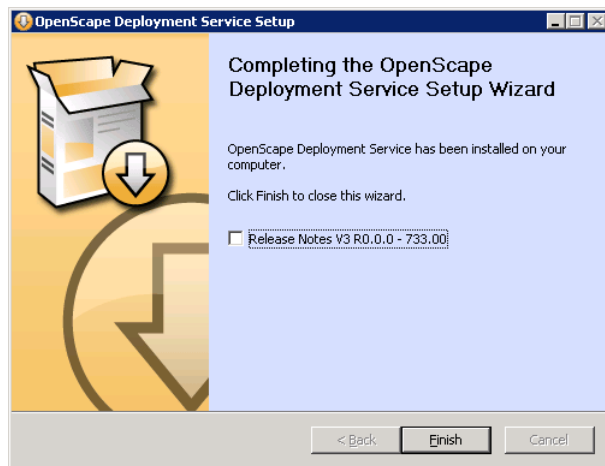 OpenScape Deployment Service Setup
Completing the OpenScape
Deployment Service Setup Wizard
OpenScape Deployment Service has been installed on your
computer.
Click Finish to close this wizard.
Release Notes V3 R0.0.0 - 733.00
< Back
Finish
Cancel